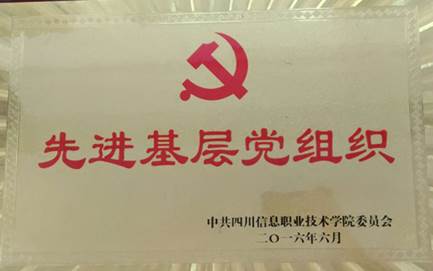 先进基层党组织
中共四川信息职业技术学院委员会
二〇一六年六月